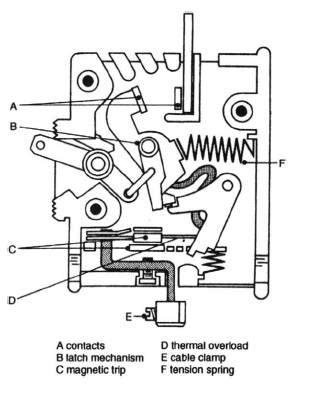 A
B
F
C
D
E
A contacts
B latch mechanism
C magnetic trip
D thermal overload
E cable clamp
F tension spring